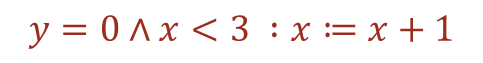 y = 0 ∧ x < 3 : x ≔ x + 1